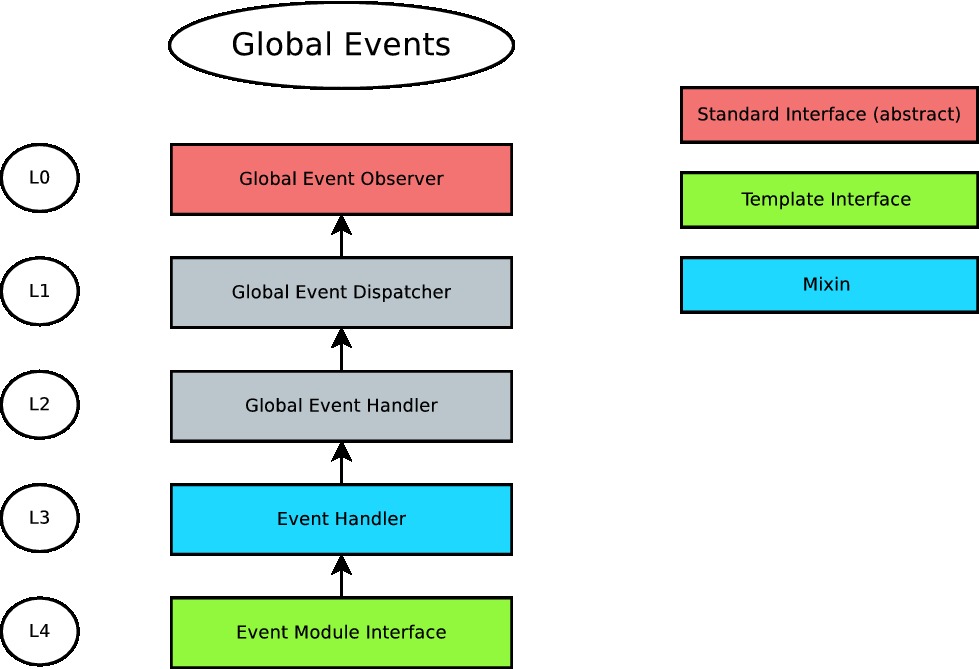 Global Events
Standard Interface (abstract)
L0
Global Event Observer
Template Interface
L1
Global Event Dispatcher
Mixin
L2
Global Event Handler
L3
Event Handler
L4
Event Module Interface